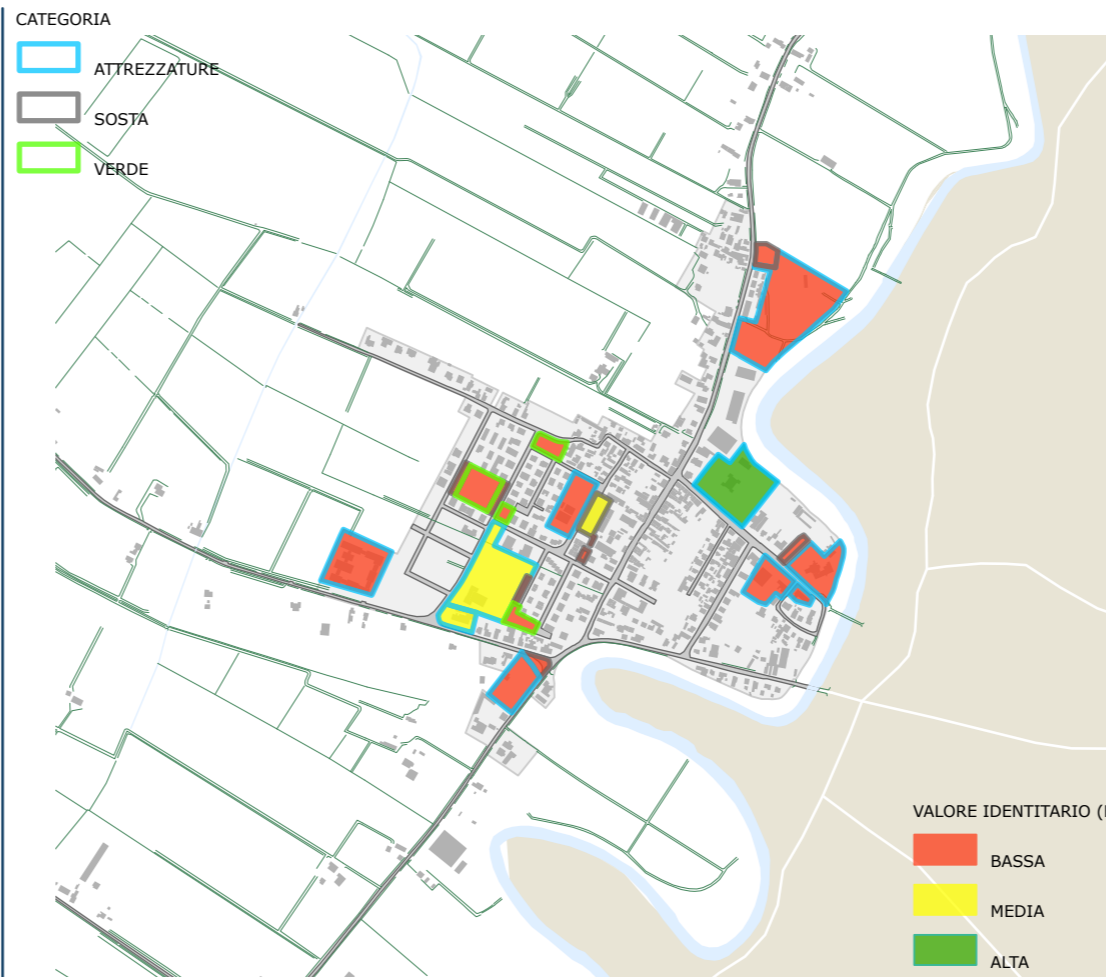 CATEGORIA
ATTREZZATURE
SOSTA
VERDE
VALORE IDENTITARIO (
BASSA
MEDIA
ALTA